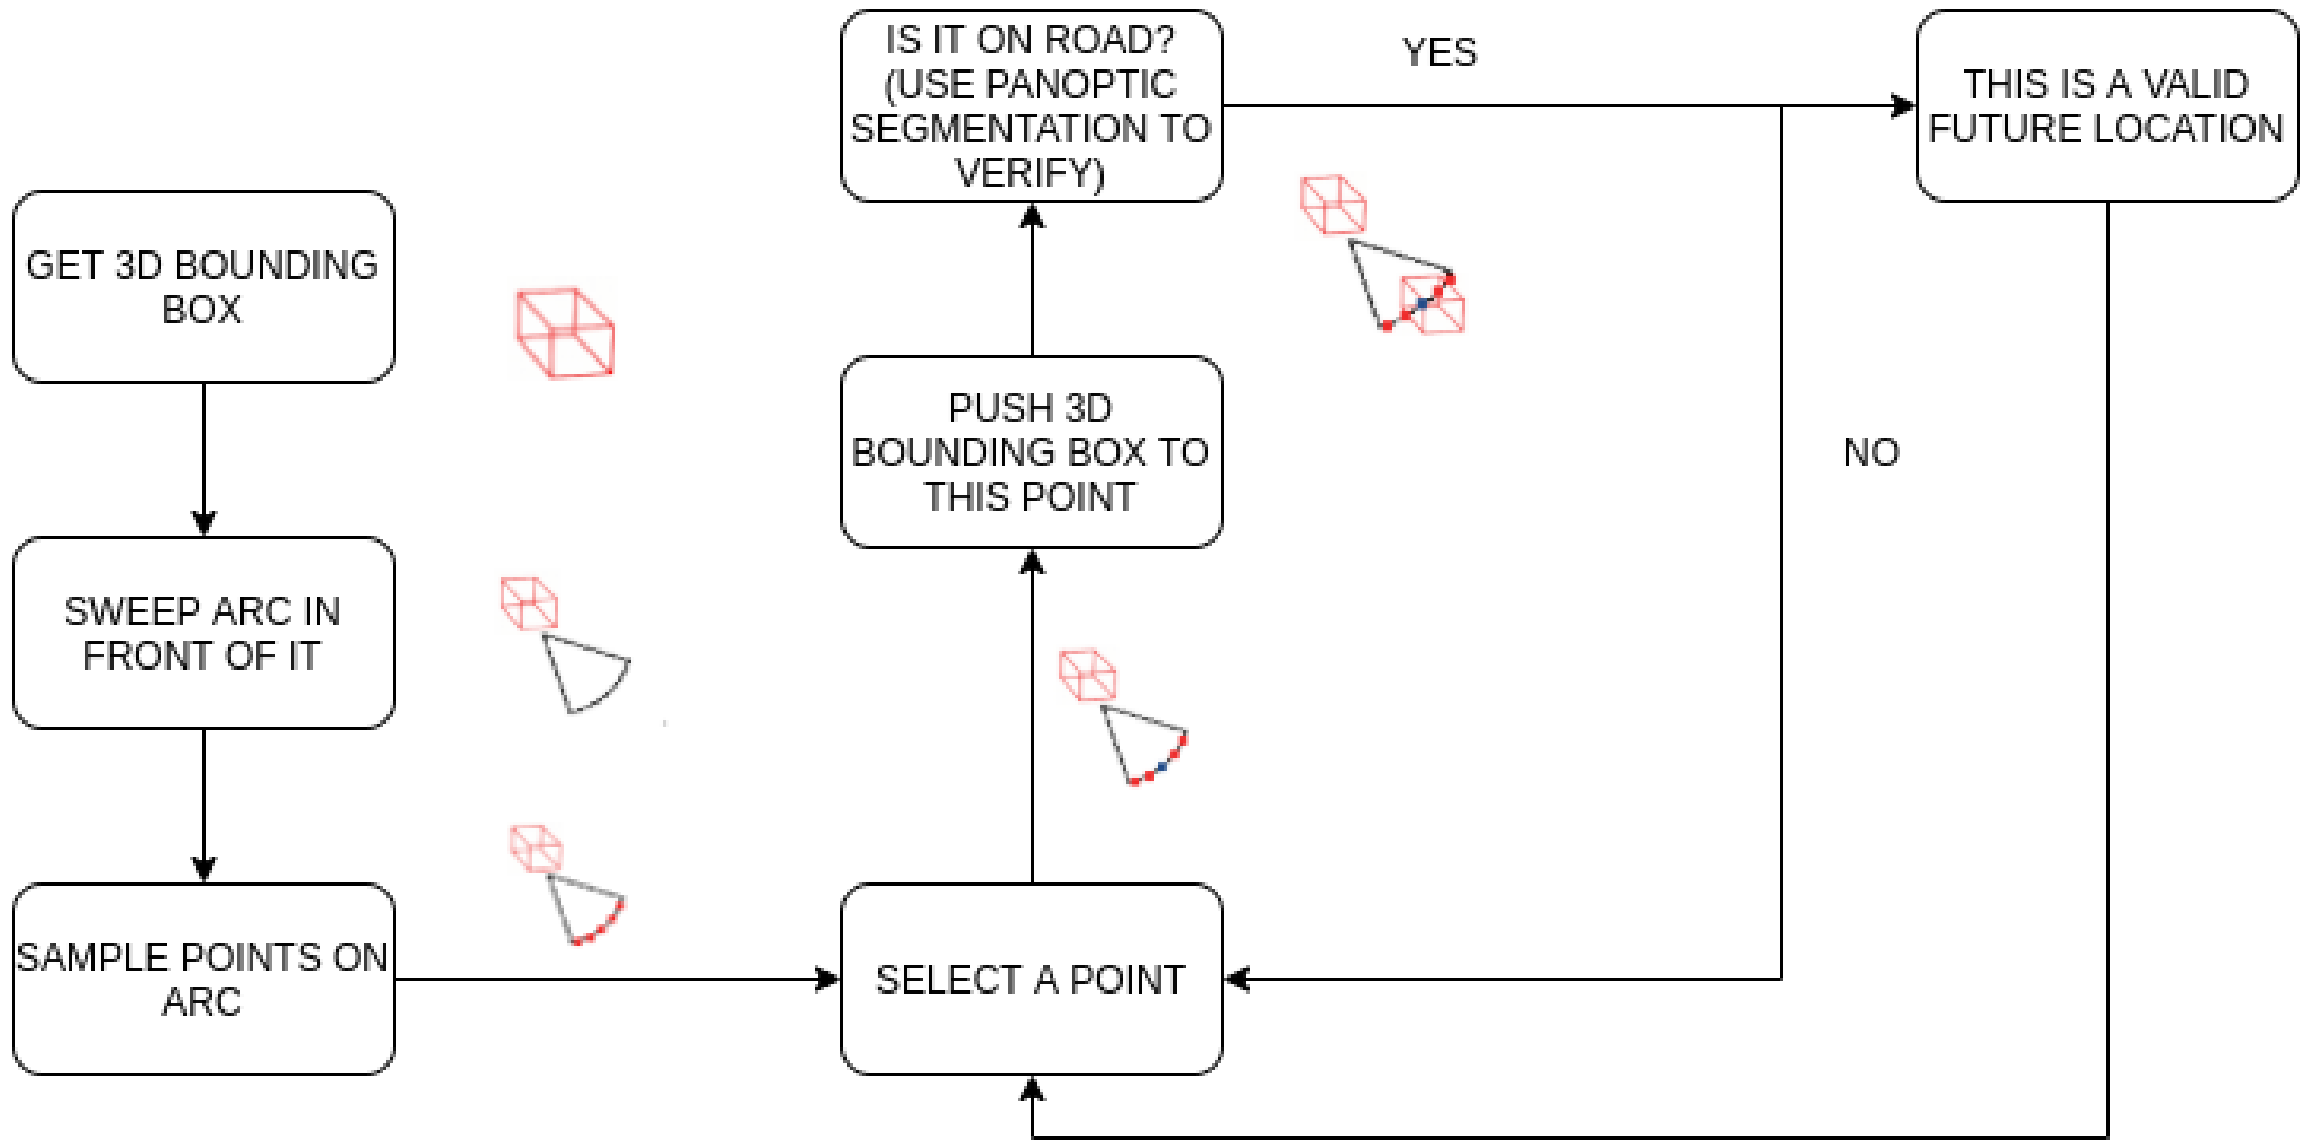 GET 3D BOUNDING
BOX
SWEEP ARC IN
FRONT OF IT
SAMPLE POINTS ON
ARC
SELECT A POINT
PUSH 3D
BOUNDING BOX TO
THIS POINT
IS IT ON ROAD?
(USE PANOPTIC
SEGMENTATION TO
VERIFY)
YES
NO
THIS IS A VALID
FUTURE LOCATION